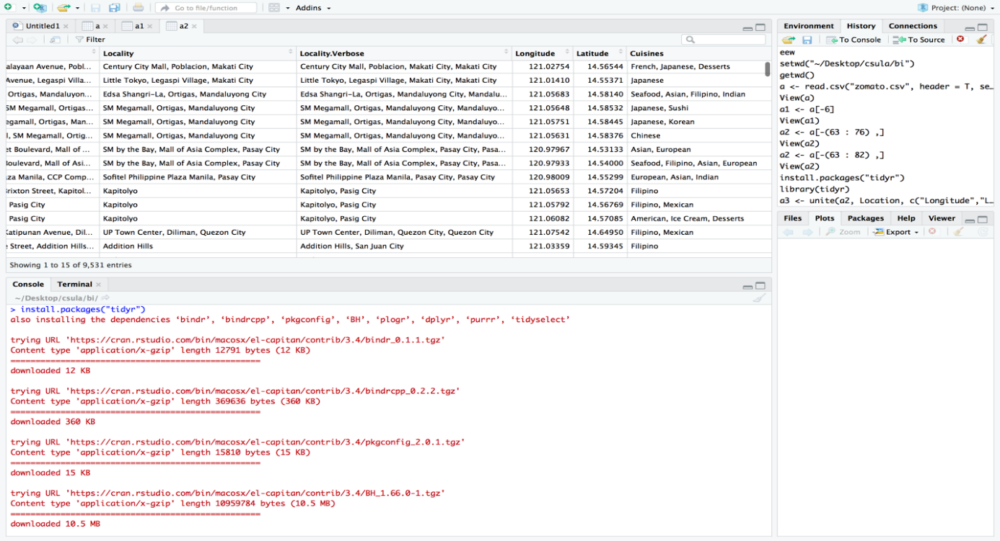 Go to file/function
Addins
Project: (None)
Untitled1
a
a1
a2
Filter
Locality Locality.Verbose Longitude Latitude Cuisines
alayaan Avenue, Pobl... Century City Mall, Poblacion, Makati City Century City Mall, Poblacion, Makati City, Makati City 121.02754 14.56544 French, Japanese, Desserts
Avenue, Legaspi Villa... Little Tokyo, Legaspi Village, Makati City Little Tokyo, Legaspi Village, Makati City, Makati City 121.01410 14.55371 Japanese
Ortigas, Mandaluyon... Edsa Shangri-La, Ortigas, Mandaluyong City Edsa Shangri-La, Ortigas, Mandaluyong City, Mandalu... 121.05683 14.58140 Seafood, Asian, Filipino, Indian
SM Megamall, Ortigas... SM Megamall, Ortigas, Mandaluyong City SM Megamall, Ortigas, Mandaluyong City, Mandaluyo... 121.05648 14.58532 Japanese, Sushi
egamall, Ortigas, Man... SM Megamall, Ortigas, Mandaluyong City SM Megamall, Ortigas, Mandaluyong City, Mandaluyo... 121.05751 14.58445 Japanese, Korean
l, SM Megamall, Ortig... SM Megamall, Ortigas, Mandaluyong City SM Megamall, Ortigas, Mandaluyong City, Mandaluyo... 121.05631 14.58376 Chinese
et Boulevard, Mall of ... SM by the Bay, Mall of Asia Complex, Pasay City SM by the Bay, Mall of Asia Complex, Pasay City, Pasa... 120.97967 14.53133 Asian, European
Boulevard, Mall of Asi... SM by the Bay, Mall of Asia Complex, Pasay City SM by the Bay, Mall of Asia Complex, Pasay City, Pasa... 120.97933 14.54000 Seafood, Filipino, Asian, European
za Manila, CCP Comp... Sofitel Philippine Plaza Manila, Pasay City Sofitel Philippine Plaza Manila, Pasay City, Pasay City 120.98009 14.55299 European, Asian, Indian
Brixton Street, Kapitol... Kapitolyo Kapitolyo, Pasig City 121.05653 14.57204 Filipino
Pasig City Kapitolyo Kapitolyo, Pasig City 121.05792 14.56769 Filipino, Mexican
Pasig City Kapitolyo Kapitolyo, Pasig City 121.06082 14.57085 American, Ice Cream, Desserts
Katipunan Avenue, Dil... UP Town Center, Diliman, Quezon City UP Town Center, Diliman, Quezon City, Quezon City 121.07542 14.64950 Filipino, Mexican
e Street, Addition Hills... Addition Hills Addition Hills, San Juan City 121.03359 14.59345 Filipino
Showing 1 to 15 of 9,531 entries
Console Terminal
~/Desktop/csula/bi/
> install.packages("tidyr")
also installing the dependencies ‘bindr’, ‘bindrcpp’, ‘pkgconfig’, ‘BH’, ‘plogr’, ‘dplyr’, ‘purrr’, ‘tidyselect’
trying URL 'https://cran.rstudio.com/bin/macosx/el-capitan/contrib/3.4/bindr_0.1.1.tgz'
Content type 'application/x-gzip' length 12791 bytes (12 KB)
==================================================
downloaded 12 KB
trying URL 'https://cran.rstudio.com/bin/macosx/el-capitan/contrib/3.4/bindrcpp_0.2.2.tgz'
Content type 'application/x-gzip' length 369636 bytes (360 KB)
==================================================
downloaded 360 KB
trying URL 'https://cran.rstudio.com/bin/macosx/el-capitan/contrib/3.4/pkgconfig_2.0.1.tgz'
Content type 'application/x-gzip' length 15810 bytes (15 KB)
==================================================
downloaded 15 KB
trying URL 'https://cran.rstudio.com/bin/macosx/el-capitan/contrib/3.4/BH_1.66.0-1.tgz'
Content type 'application/x-gzip' length 10959784 bytes (10.5 MB)
==================================================
downloaded 10.5 MB
Environment History Connections
To Console To Source
eew
setwd("~/Desktop/csula/bi")
getwd()
a <- read.csv("zomato.csv", header = T, se...
View(a)
a1 <- a[-6]
View(a1)
a2 <- a[-(63 : 76) ,]
View(a2)
a2 <- a[-(63 : 82) ,]
View(a2)
install.packages("tidyr")
library(tidyr)
a3 <- unite(a2, Location, c("Longitude","L...
Files Plots Packages Help Viewer
Zoom Export